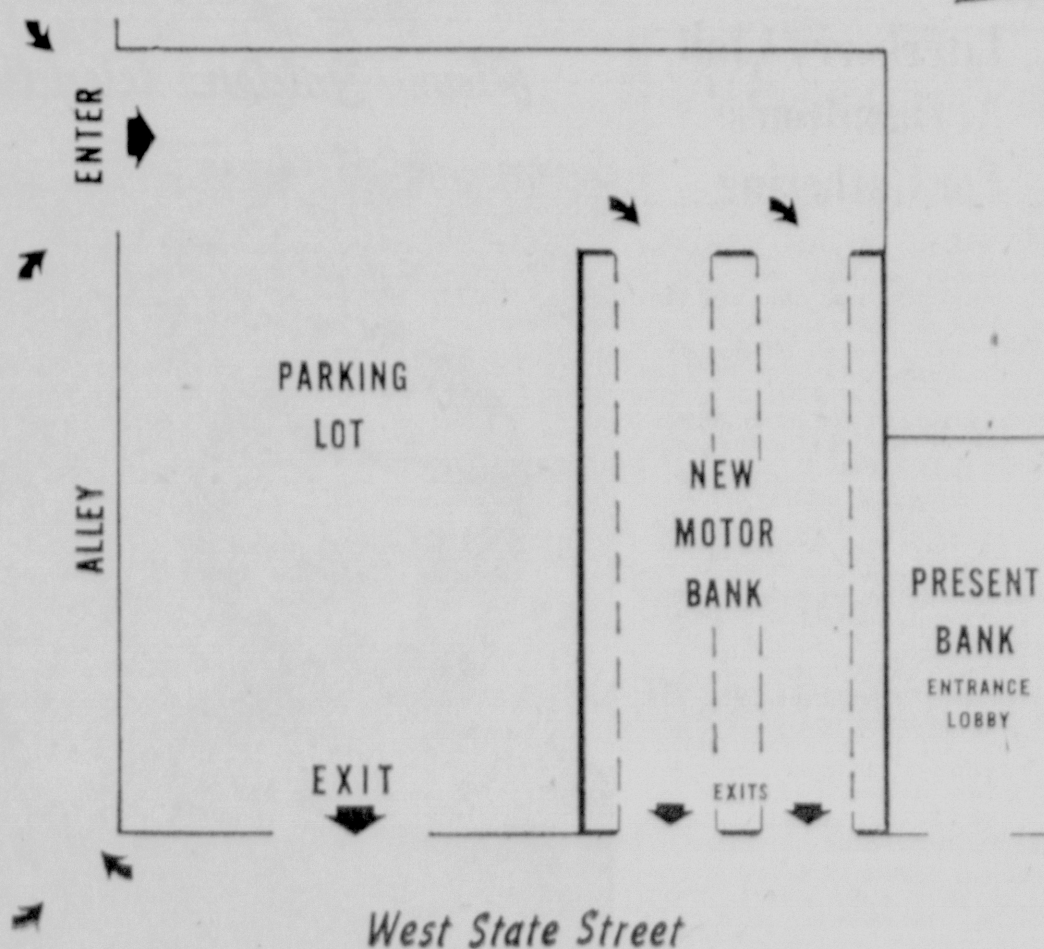 ENTER
PARKING
LOT
ALLEY
NEW
MOTOR
BANK
PRESENT
BANK
ENTRANCE
LOBBY
EXIT
EXITS
West State Street